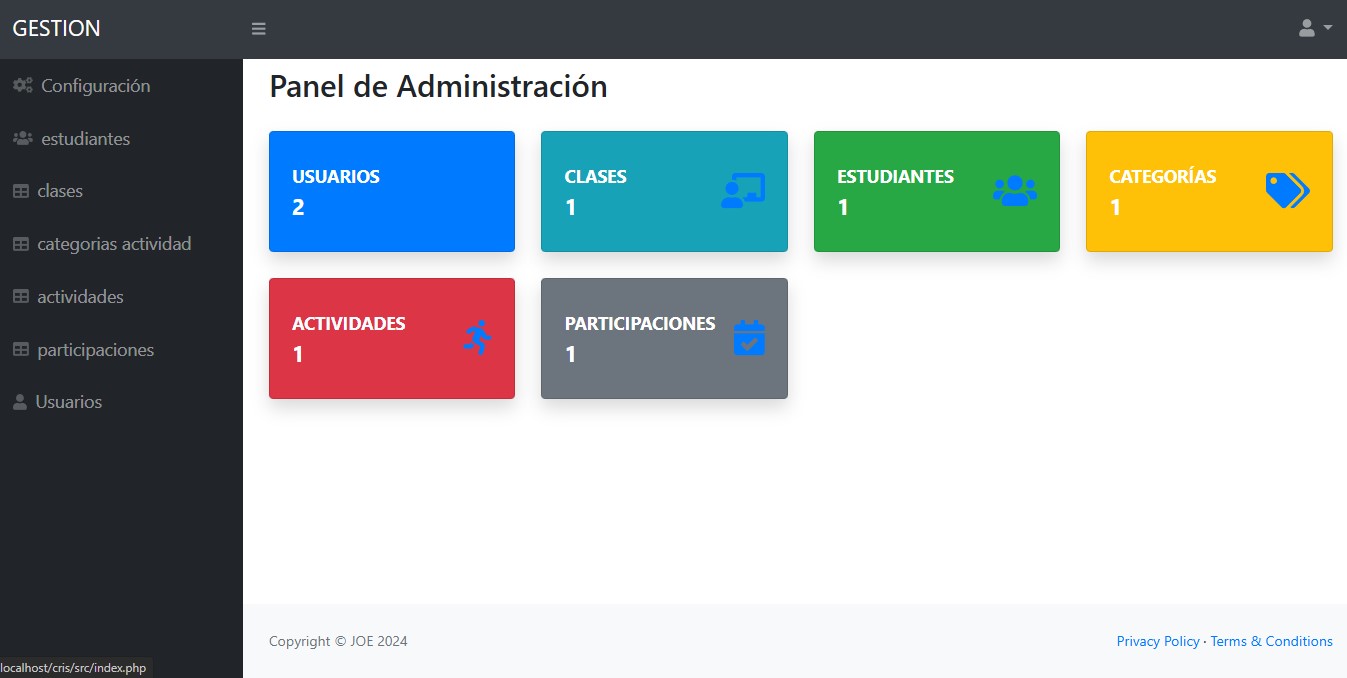 GESTION
Configuración
estudiantes
clases
categorias actividad
actividades
participaciones
Usuarios
Panel de Administración
USUARIOS
2
CLASES
1
ESTUDIANTES
1
CATEGORÍAS
1
ACTIVIDADES
1
PARTICIPACIONES
1
Copyright © JOE 2024
Privacy Policy · Terms & Conditions
localhost/cris/src/index.php